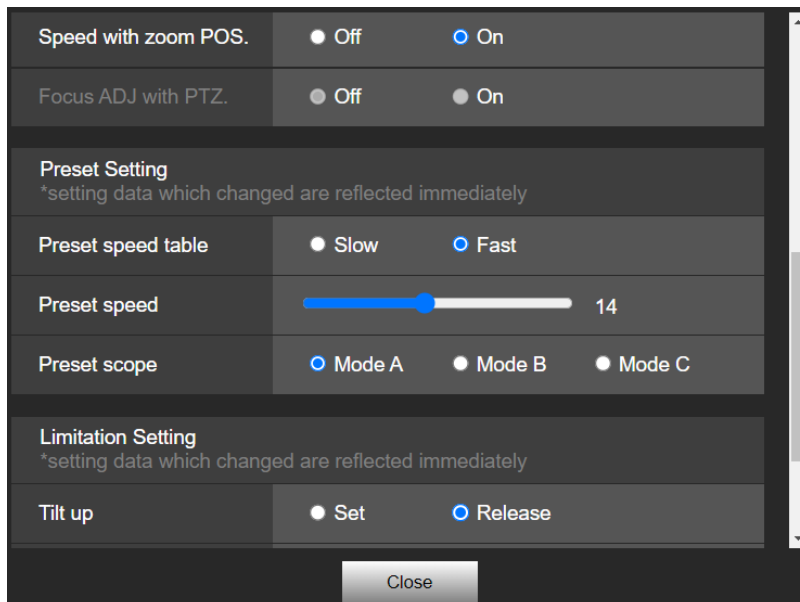 Speed with zoom POS. Off On
Focus ADJ with PTZ. Off On
Preset Setting
*setting data which changed are reflected immediately
Preset speed table Slow Fast
Preset speed 14
Preset scope Mode A Mode B Mode C
Limitation Setting
*setting data which changed are reflected immediately
Tilt up Set Release
Close